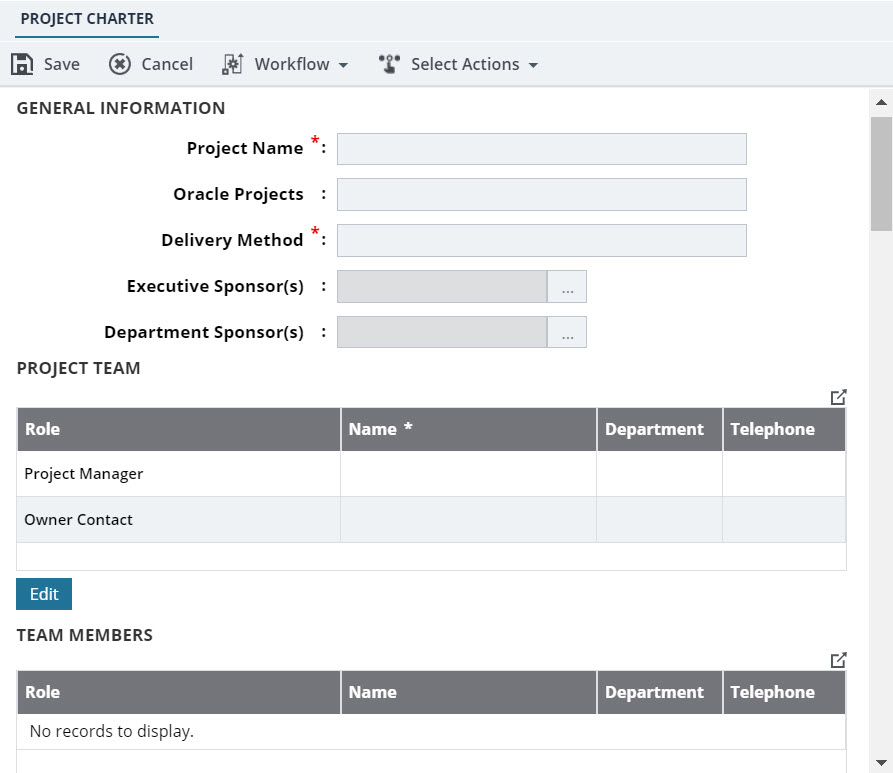 PROJECT CHARTER
Save Cancel Workflow Select Actions
GENERAL INFORMATION
Project Name *:
Oracle Projects :
Delivery Method *:
Executive Sponsor(s) : ...
Department Sponsor(s) : ...
PROJECT TEAM
Role Name * Department Telephone
Project Manager
Owner Contact
Edit
TEAM MEMBERS
Role Name Department Telephone
No records to display.